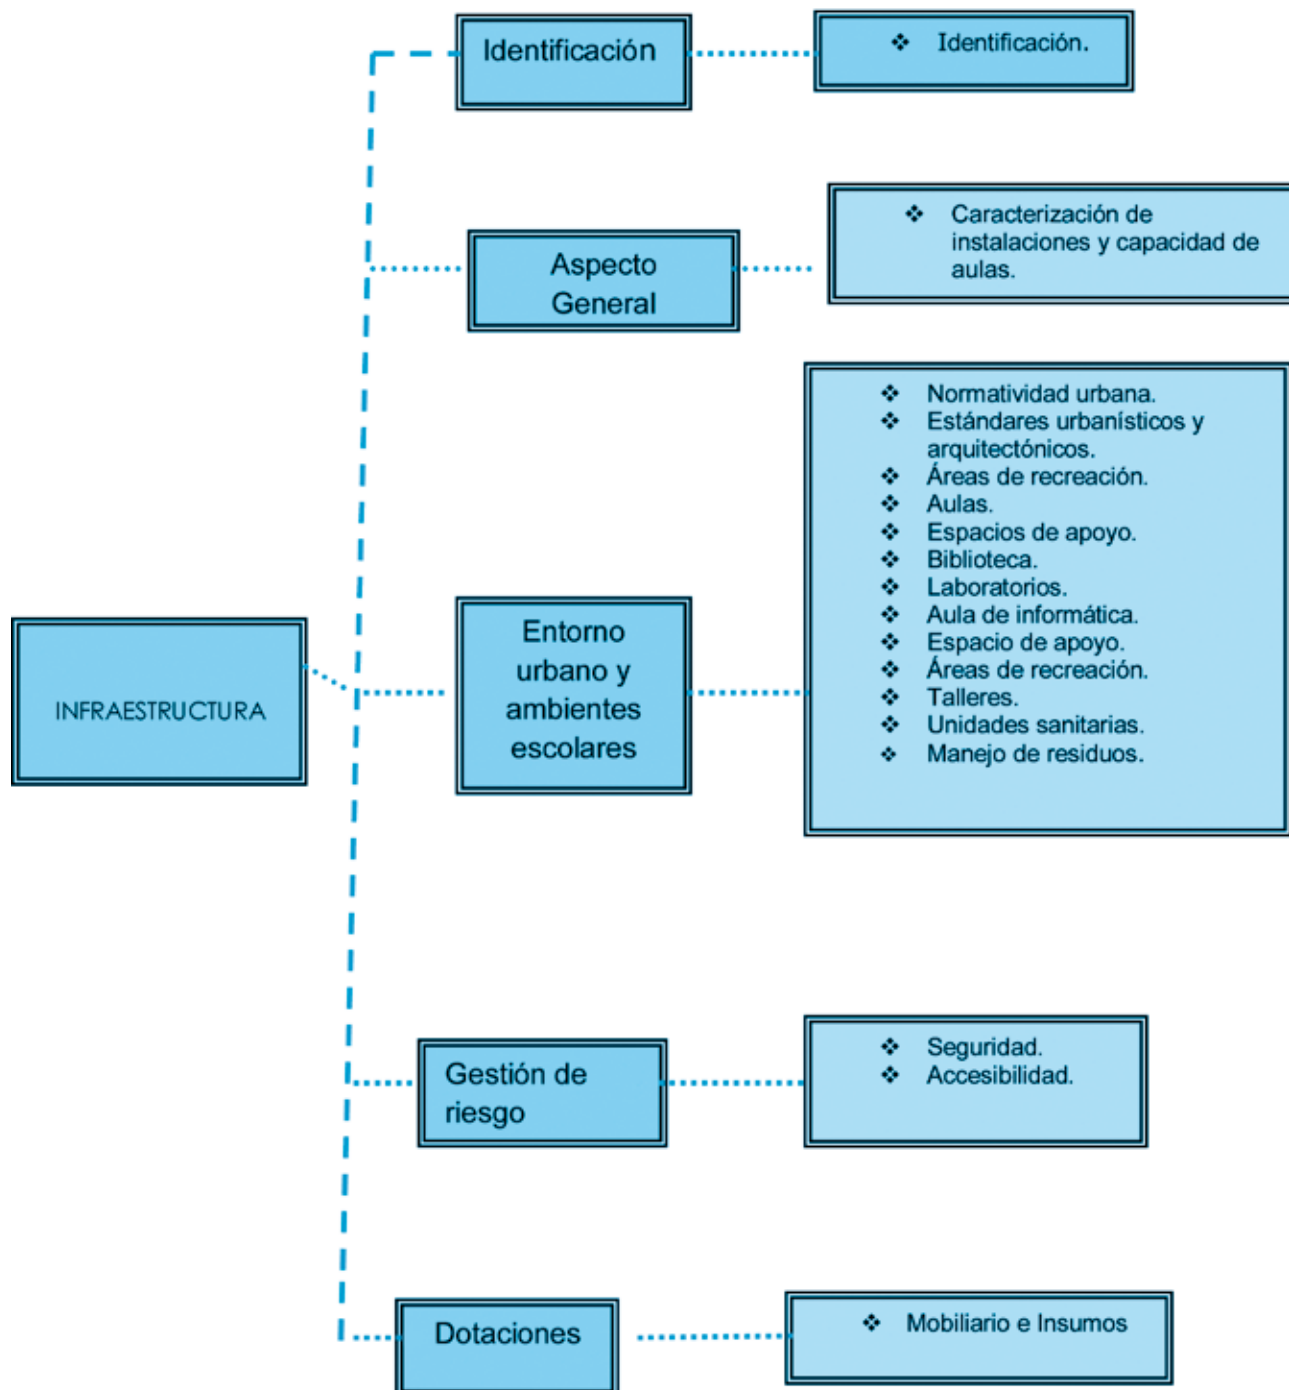 Identificación
❖ Identificación.
Aspecto
General
❖ Caracterización de
instalaciones y capacidad de
aulas.
INFRAESTRUCTURA
Entorno
urbano y
ambientes
escolares
❖ Normatividad urbana.
❖ Estándares urbanísticos y
arquitectónicos.
❖ Áreas de recreación.
❖ Aulas.
❖ Espacios de apoyo.
❖ Biblioteca.
❖ Laboratorios.
❖ Aula de informática.
❖ Espacio de apoyo.
❖ Áreas de recreación.
❖ Talleres.
❖ Unidades sanitarias.
❖ Manejo de residuos.
Gestión de
riesgo
❖ Seguridad.
❖ Accesibilidad.
Dotaciones
❖ Mobiliario e Insumos